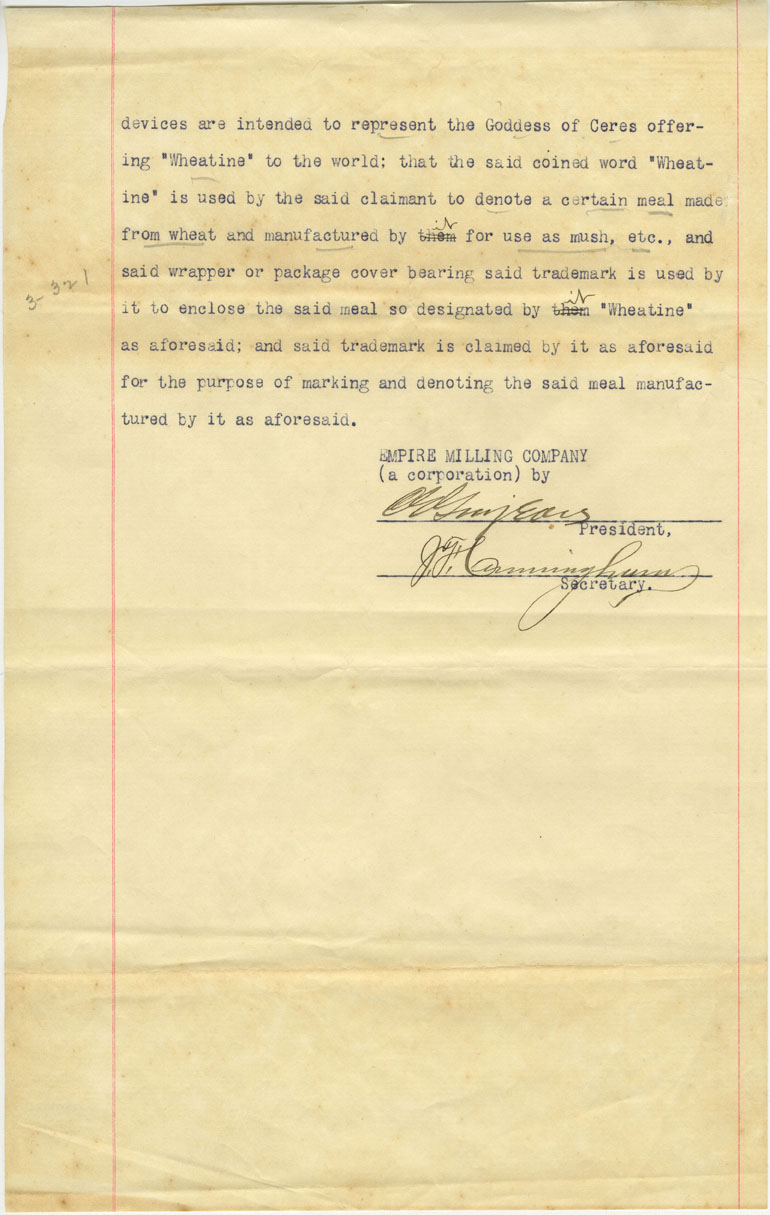 devices are intended to represent the Goddess of Ceres offer-
ing "Wheatine" to the world; that the said coined word "Wheat-
ine" is used by the said claimant to denote a certain meal made
from wheat and manufactured by them it for use as mush, etc., and
said wrapper or package cover bearing said trademark is used by
3-321
it to enclose the said meal so designated by them it "Wheatine"
as aforesaid; and said trademark is claimed by it as aforesaid
for the purpose of marking and denoting the said meal manufac-
tured by it as aforesaid.
EMPIRE MILLING COMPANY
(a corporation) by
President,
J.F. Cunningham
Secretary.